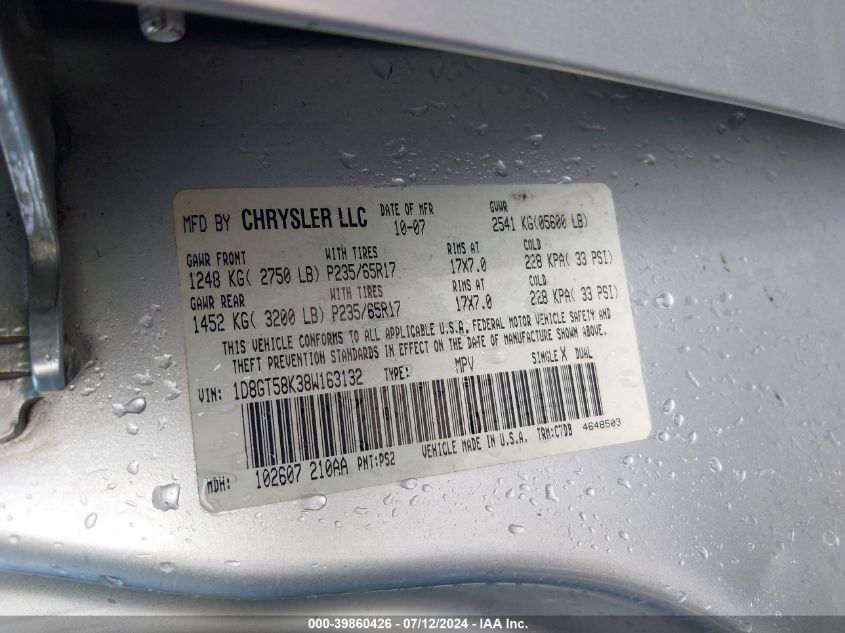 MFD BY CHRYSLER LLC DATE OF MFR GVWR
10-07 2541 KG(05600 LB)
GAWR FRONT WITH TIRES RIMS AT COLD
1248 KG( 2750 LB) P235/65R17 17X7.0 228 KPA( 33 PSI)
GAWR REAR WITH TIRES RIMS AT COLD
1452 KG( 3200 LB) P235/65R17 17X7.0 228 KPA( 33 PSI)
THIS VEHICLE CONFORMS TO ALL APPLICABLE U.S.A. FEDERAL MOTOR VEHICLE SAFETY AND
THEFT PREVENTION STANDARDS IN EFFECT ON THE DATE OF MANUFACTURE SHOWN ABOVE.
VIN: 1D8GT58K38W163132 TYPE: MPV SINGLE X DUAL
MDH: 102607 210AA PNT:PS2 VEHICLE MADE IN U.S.A. TRM:C7DB 4648503
000-39860426 - 07/12/2024 - IAA Inc.